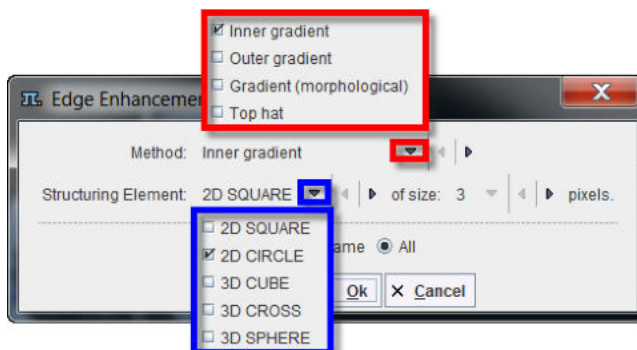 Inner gradient
Outer gradient
Gradient (morphological)
Top hat
Edge Enhanceme
X
Method: Inner gradient
Structuring Element: 2D SQUARE of size: 3 pixels.
2D SQUARE
2D CIRCLE
3D CUBE
3D CROSS
3D SPHERE
ame All
Ok X Cancel